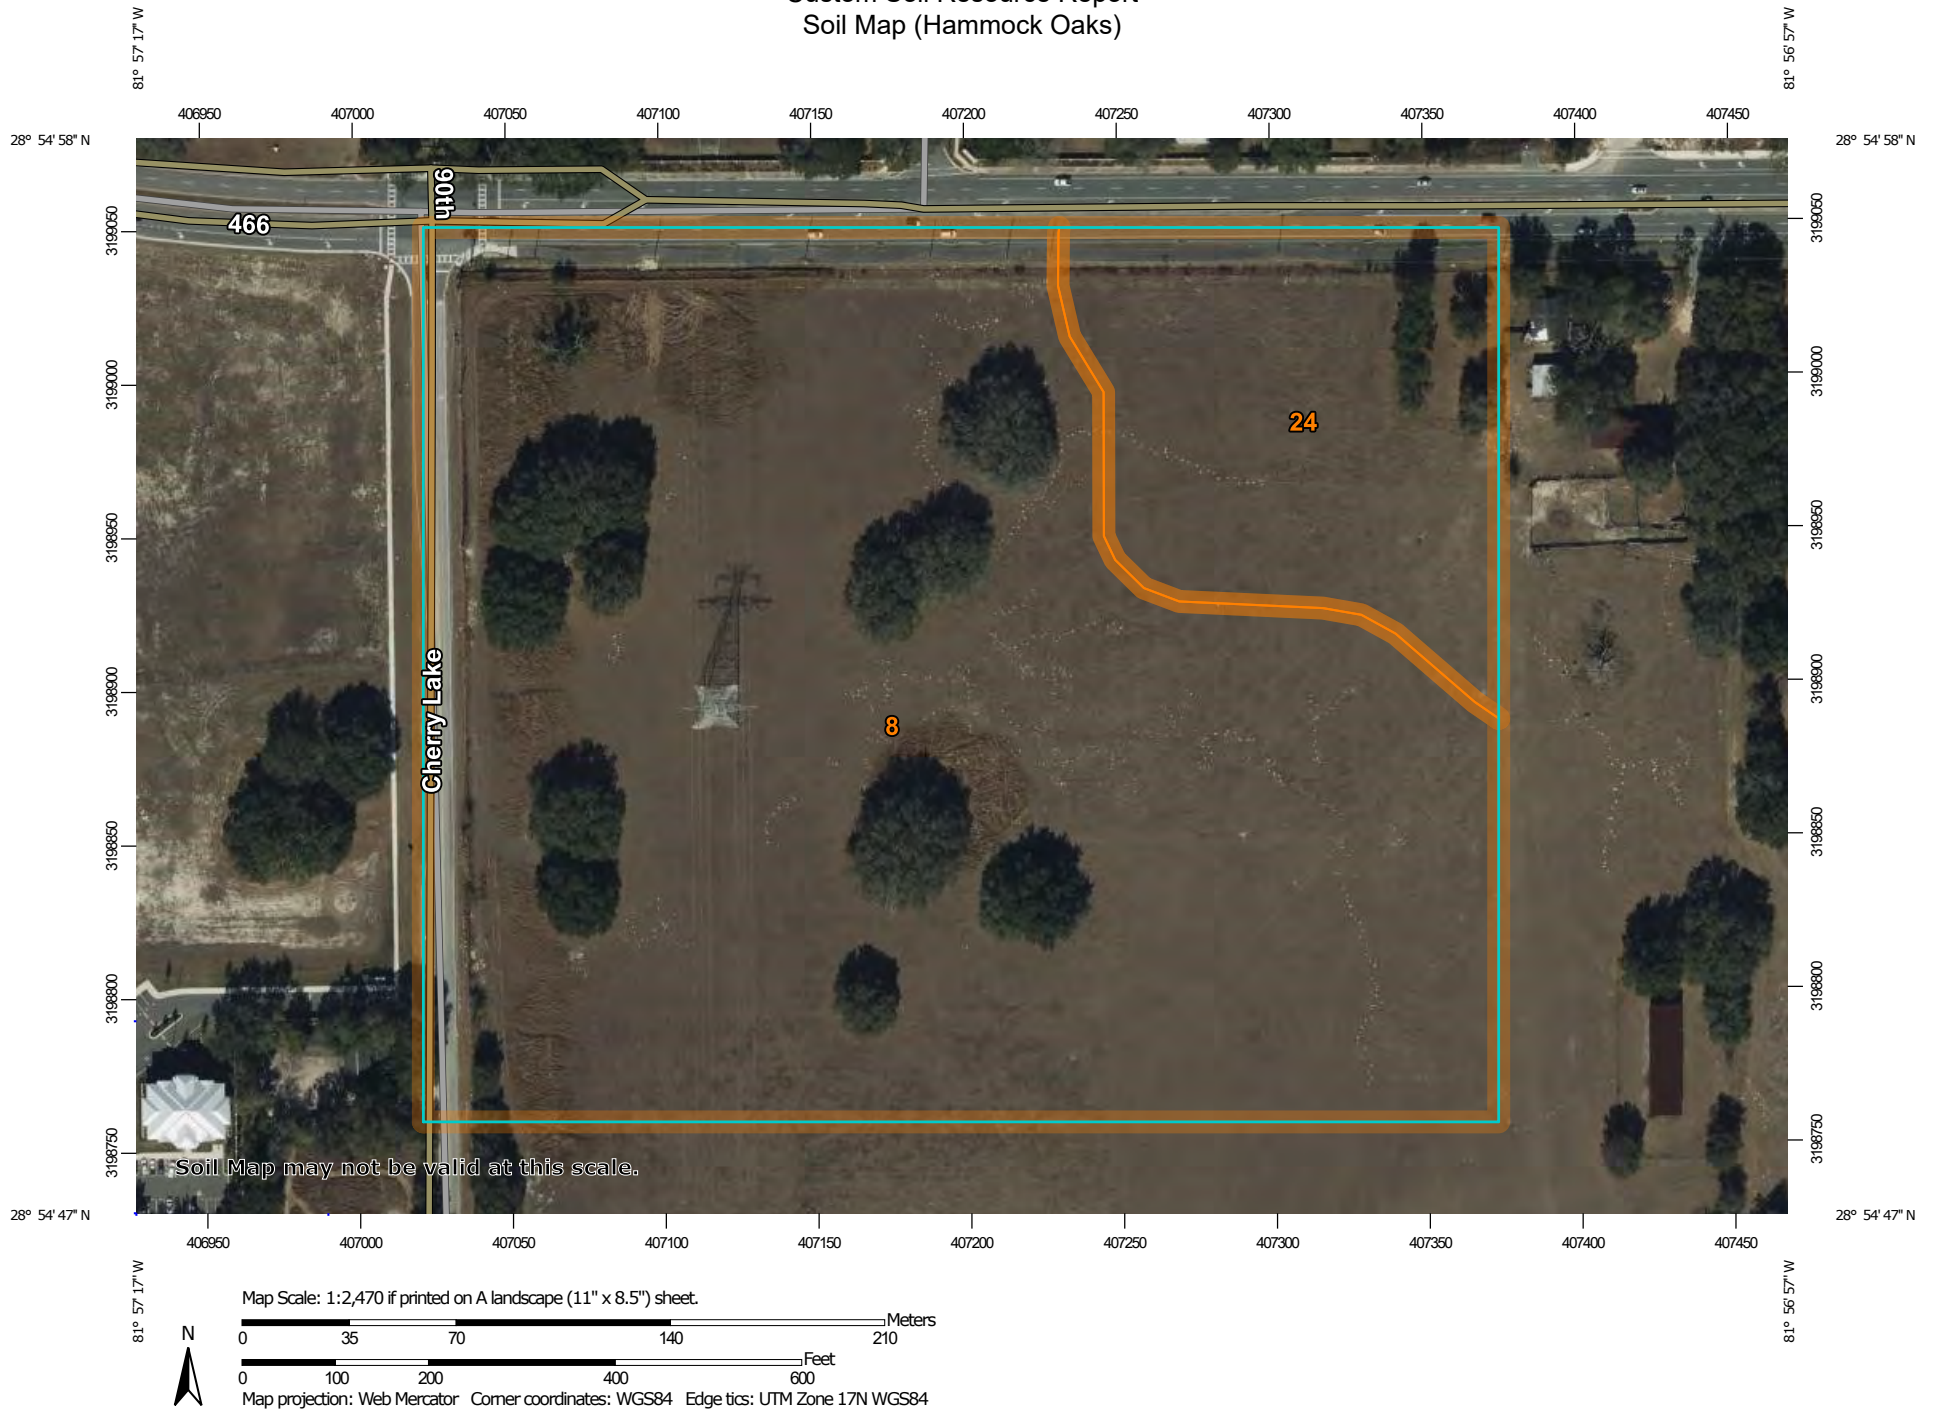 Custom Soil Resource Report
Soil Map (Hammock Oaks)
81° 57' 17'' W
81° 56' 57'' W
406950 407000 407050 407100 407150 407200 407250 407300 407350 407400 407450
28° 54' 58'' N
28° 54' 58'' N
3199050
3199000
3198950
3198900
3198850
3198800
3198750
466
90th
Cherry Lake
24
8
3199050
3199000
3198950
3198900
3198850
3198800
3198750
Soil Map may not be valid at this scale.
28° 54' 47'' N
28° 54' 47'' N
406950 407000 407050 407100 407150 407200 407250 407300 407350 407400 407450
81° 57' 17'' W
81° 56' 57'' W
N
Map Scale: 1:2,470 if printed on A landscape (11" x 8.5") sheet.
Meters
0 35 70 140 210
Feet
0 100 200 400 600
Map projection: Web Mercator Corner coordinates: WGS84 Edge tics: UTM Zone 17N WGS84